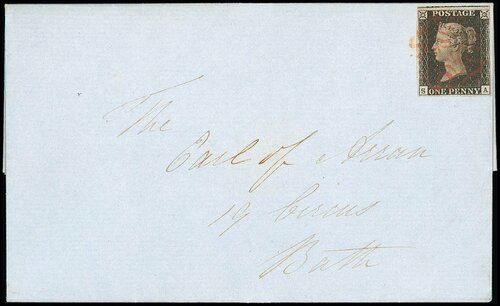 POSTAGE
S A
ONE PENNY
The
Earl of Arran
19 Circus
Bath